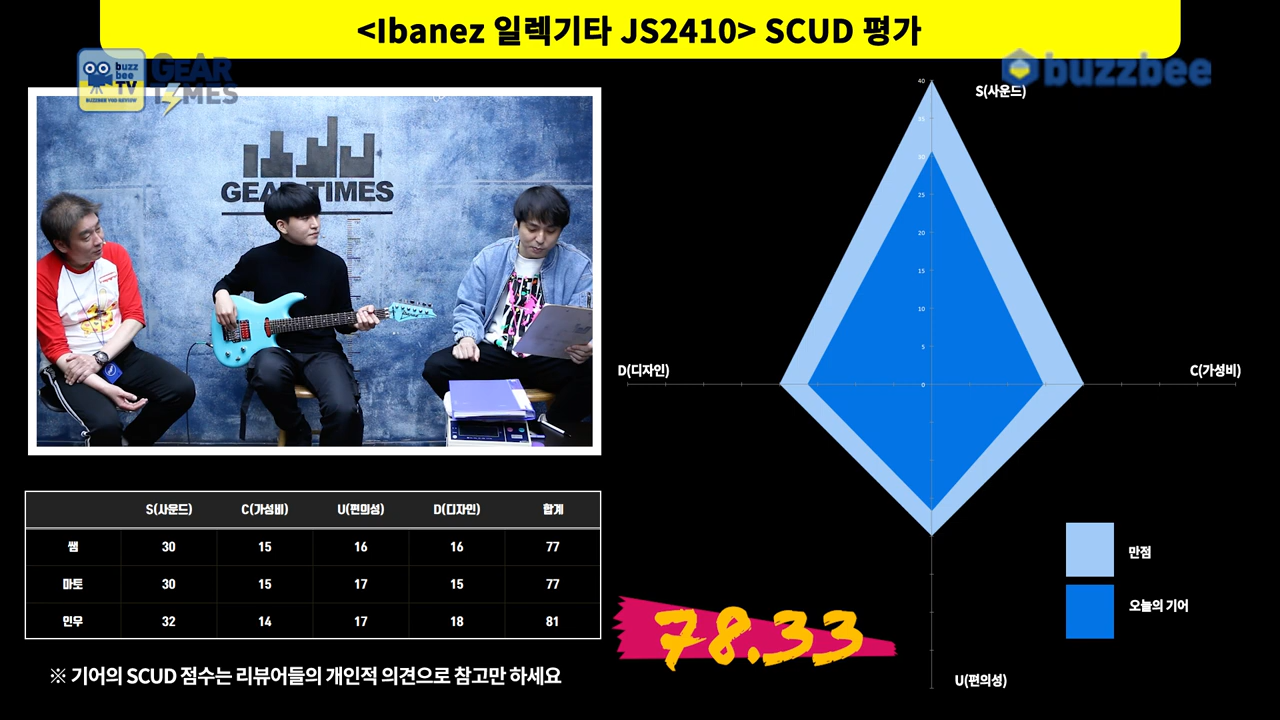 <Ibanez 일렉기타 JS2410> SCUD 평가
buzz
bee
TV
BUZZBEE YOU REVIEW
GEAR
TIMES
buzzbee
GEAR TIMES
S(사운드)
40
35
30
25
20
15
10
5
0
D(디자인)
C(가성비)
U(편의성)
만점
오늘의 기어
S(사운드) C(가성비) U(편의성) D(디자인) 합계
쌤 30 15 16 16 77
마토 30 15 17 15 77
민우 32 14 17 18 81
78.33
※ 기어의 SCUD 점수는 리뷰어들의 개인적 의견으로 참고만 하세요